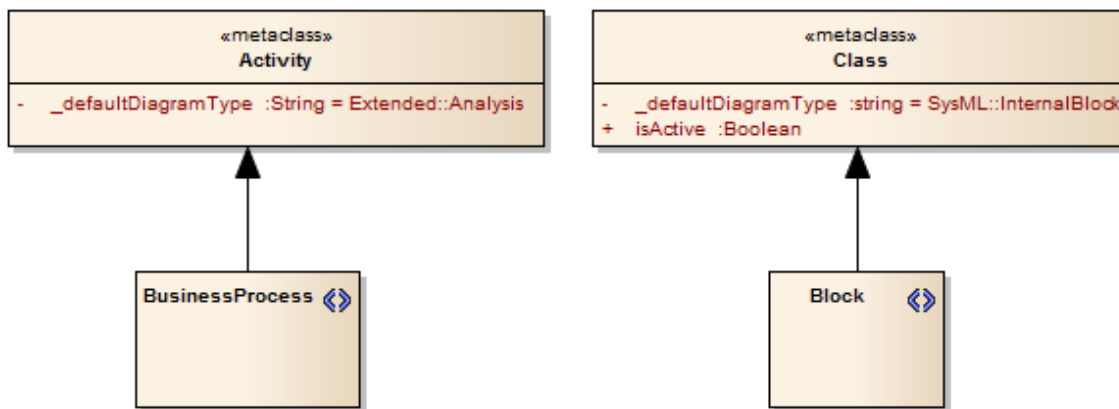 «metaclass»
Activity
- _defaultDiagramType :String = Extended::Analysis
BusinessProcess
«metaclass»
Class
- _defaultDiagramType :string = SysML::InternalBlock
+ isActive :Boolean
Block